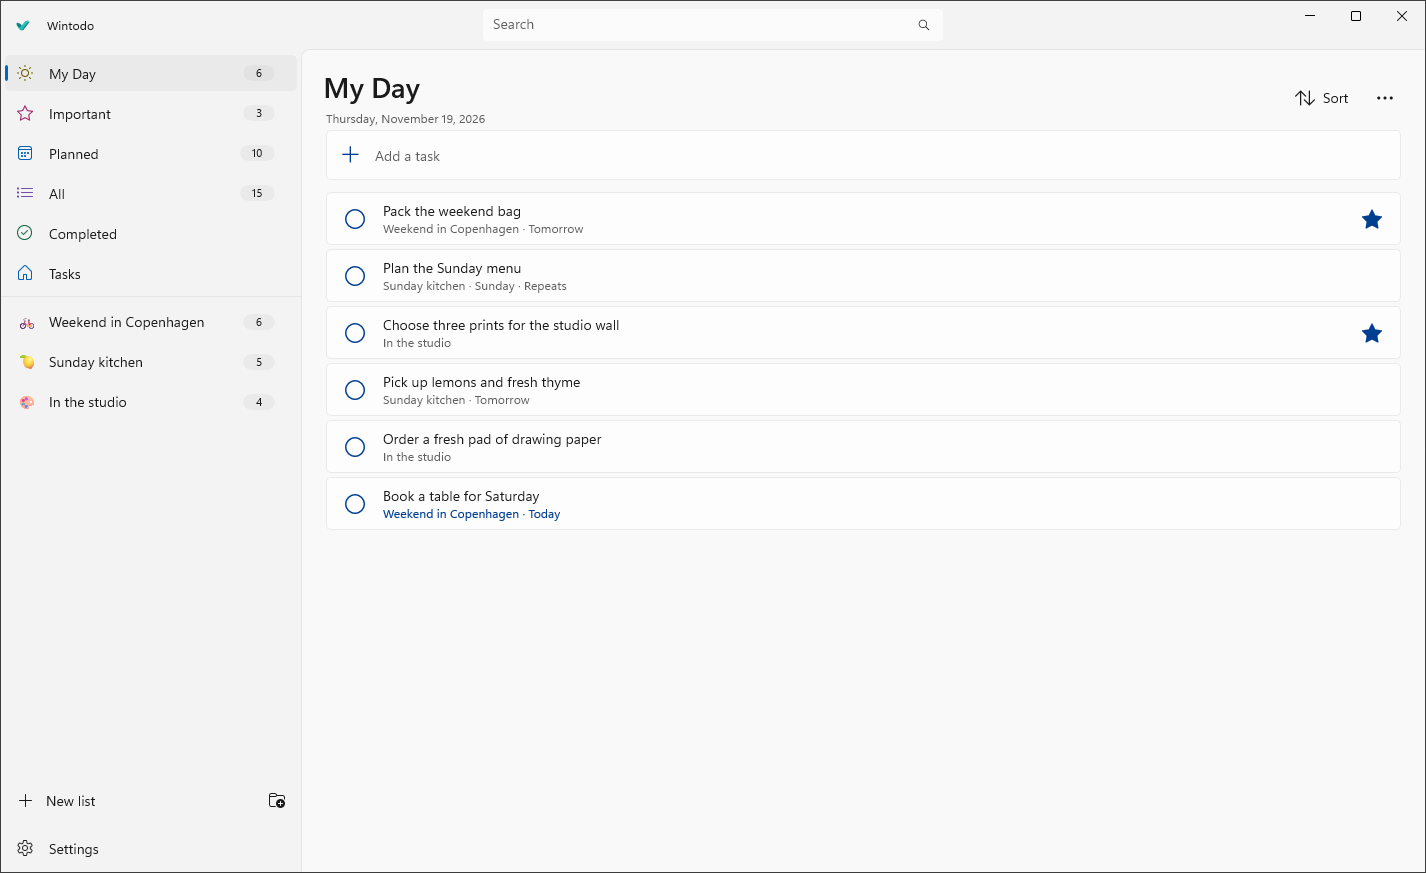 Wintodo
Search
My Day 6
Important 3
Planned 10
All 15
Completed
Tasks
Weekend in Copenhagen 6
Sunday kitchen 5
In the studio 4
New list
Settings
My Day
Thursday, November 19, 2026
Sort
Add a task
Pack the weekend bag
Weekend in Copenhagen · Tomorrow
Plan the Sunday menu
Sunday kitchen · Sunday · Repeats
Choose three prints for the studio wall
In the studio
Pick up lemons and fresh thyme
Sunday kitchen · Tomorrow
Order a fresh pad of drawing paper
In the studio
Book a table for Saturday
Weekend in Copenhagen · Today